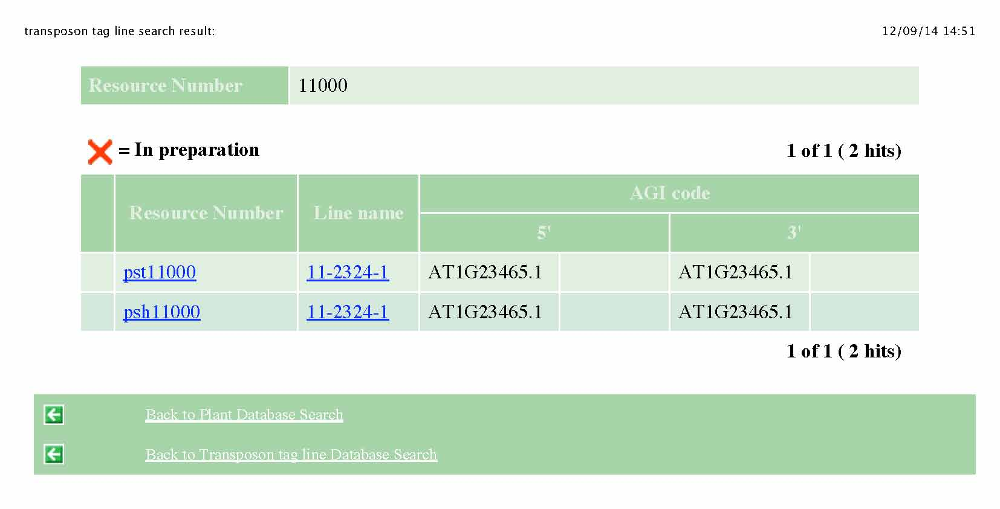 transposon tag line search result: 12/09/14 14:51
Resource Number 11000
= In preparation 1 of 1 ( 2 hits)
AGI code
Resource Number Line name
5' 3'
pst11000 11-2324-1 AT1G23465.1 AT1G23465.1
psh11000 11-2324-1 AT1G23465.1 AT1G23465.1
1 of 1 ( 2 hits)
Back to Plant Database Search
Back to Transposon tag line Database Search